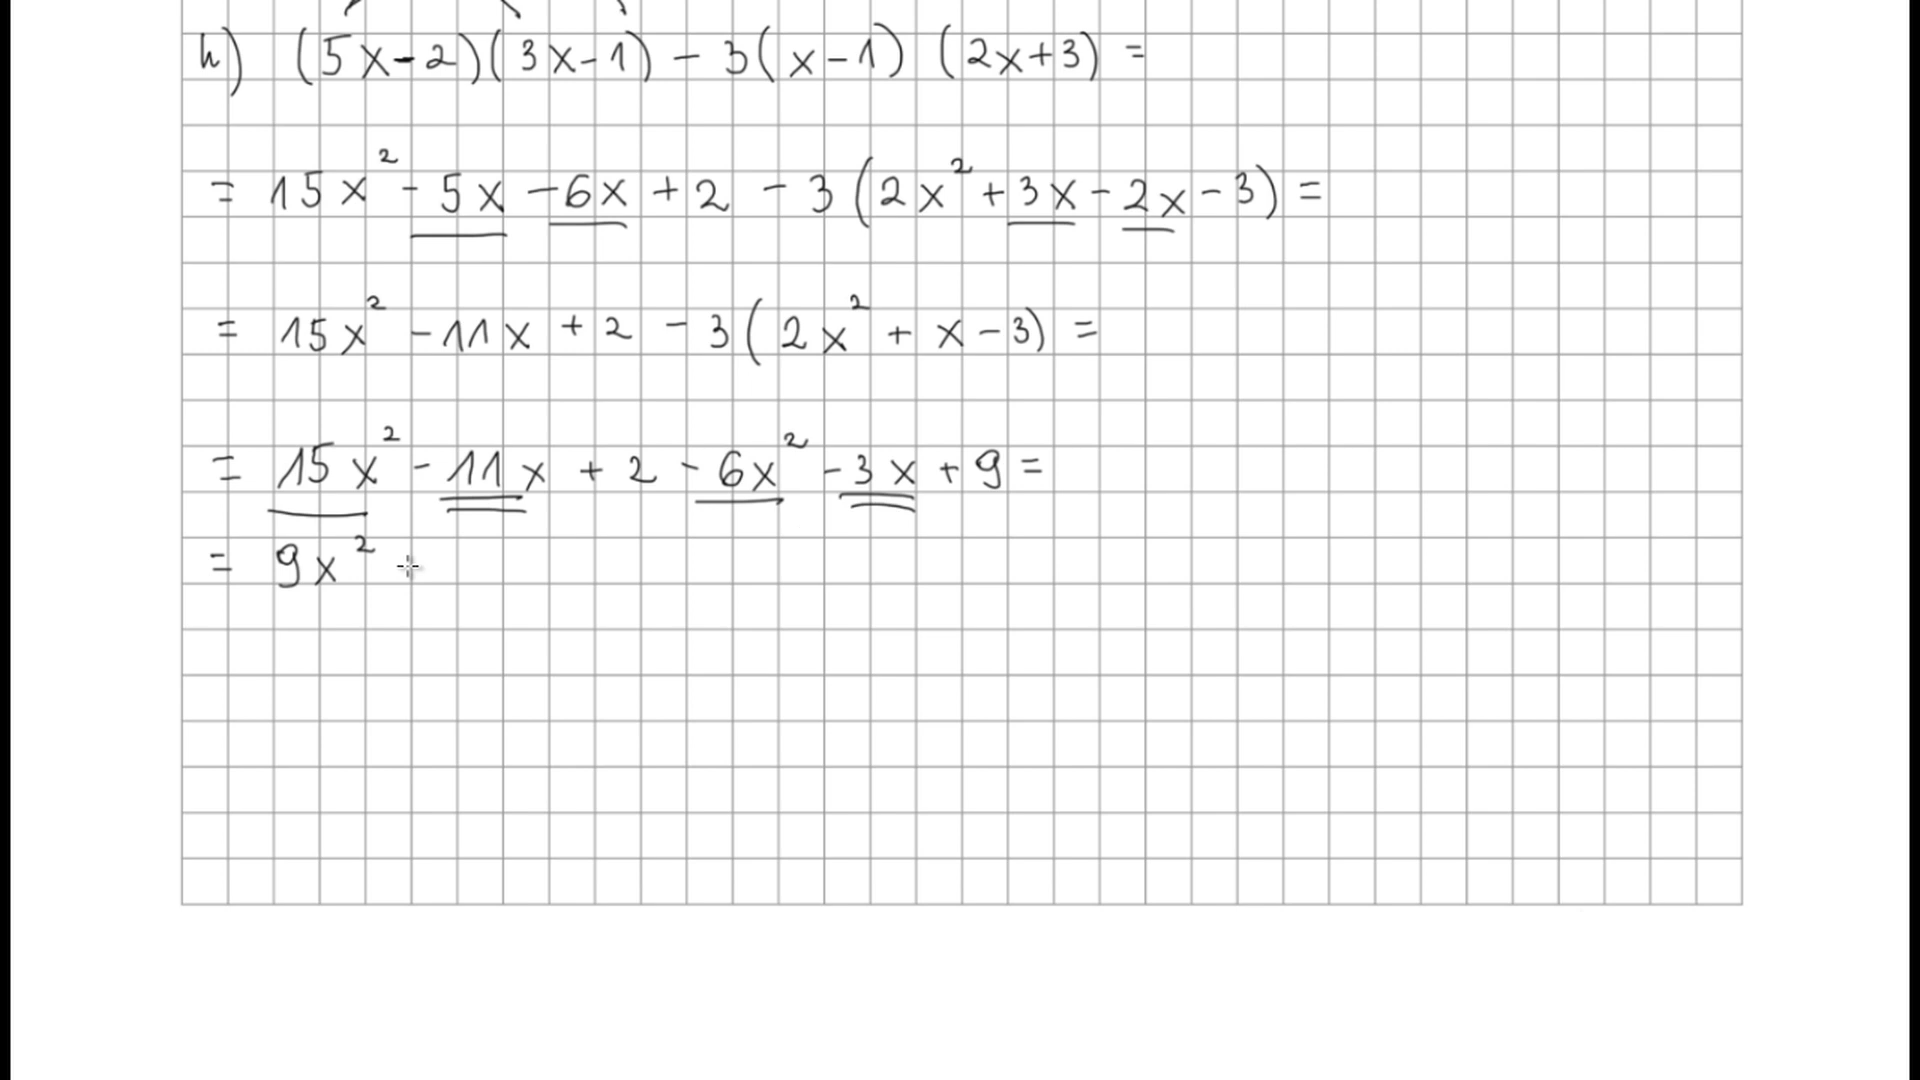 h) (5x-2)(3x-1) - 3(x-1) (2x+3) =
= 15x² - 5x - 6x + 2 - 3 (2x² + 3x - 2x - 3) =
= 15x² - 11x + 2 - 3 (2x² + x - 3) =
= 15x² - 11x + 2 - 6x² - 3x + 9 =
= 9x²